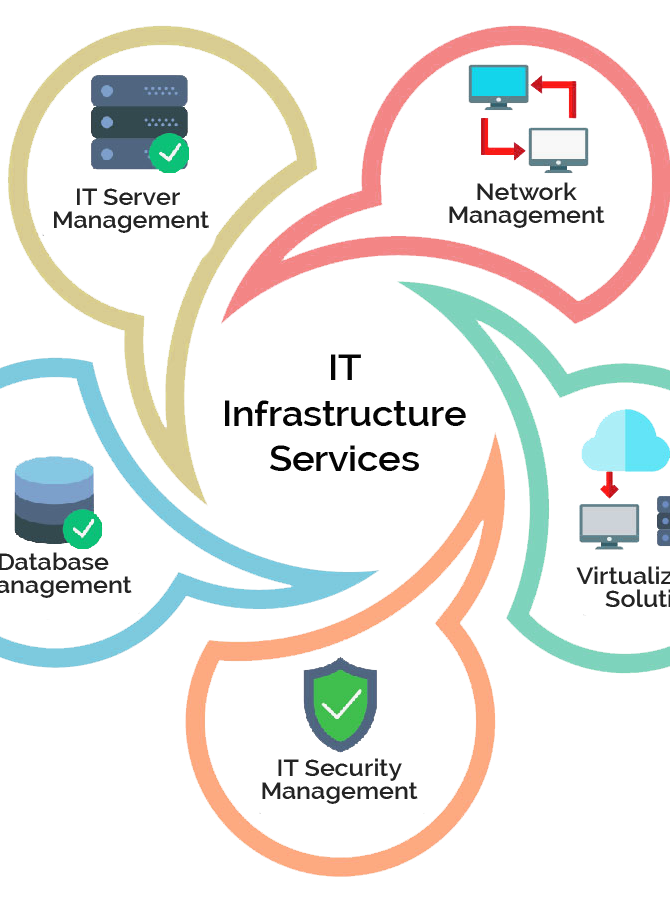 IT Server
Management
Network
Management
IT
Infrastructure
Services
Database
anagement
Virtualiz
Soluti
IT Security
Management